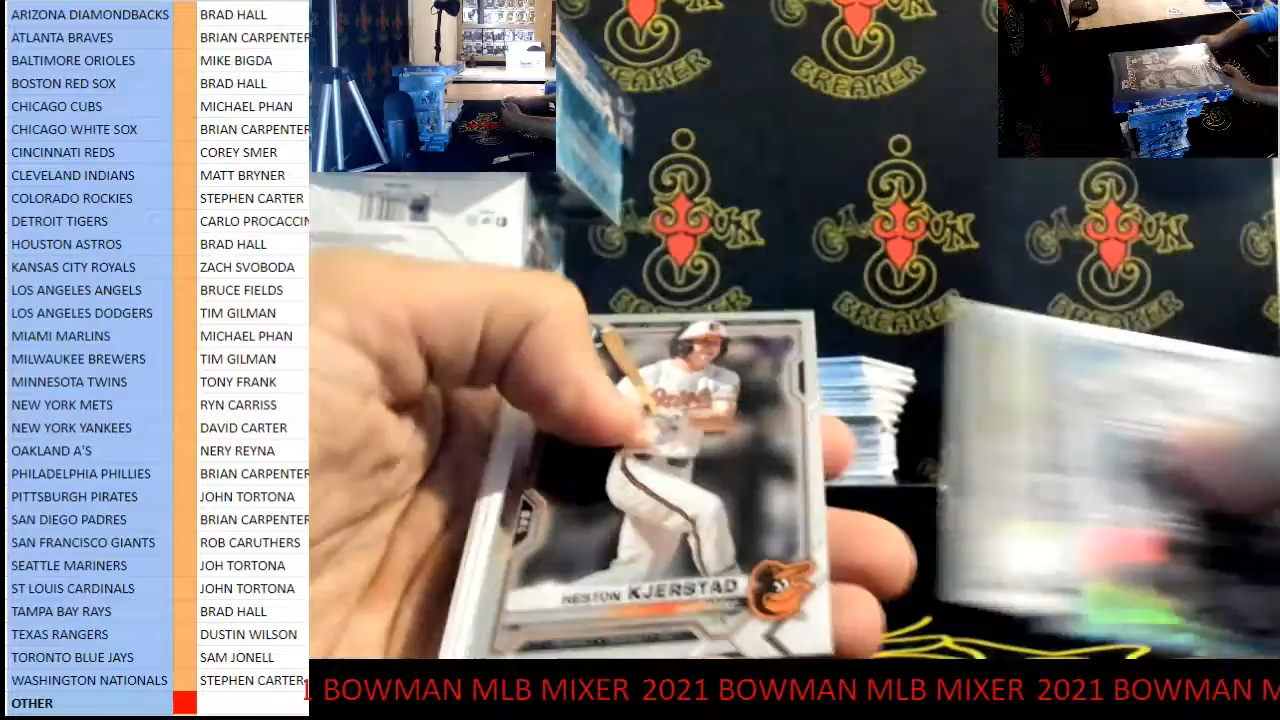 ARIZONA DIAMONDBACKS BRAD HALL
ATLANTA BRAVES BRIAN CARPENTER
BALTIMORE ORIOLES MIKE BIGDA
BRAD HALL
CHICAGO CUBS MICHAEL PHAN
CHICAGO WHITE SOX BRIAN CARPENTER
CINCINNATI REDS COREY SMER
CLEVELAND INDIANS MATT BRYNER
COLORADO ROCKIES STEPHEN CARTER
DETROIT TIGERS CARLO PROCACCIN
HOUSTON ASTROS BRAD HALL
KANSAS CITY ROYALS ZACH SVOBODA
LOS ANGELES ANGELS BRUCE FIELDS
LOS ANGELES DODGERS TIM GILMAN
MIAMI MARLINS MICHAEL PHAN
MILWAUKEE BREWERS TIM GILMAN
MINNESOTA TWINS TONY FRANK
NEW YORK METS RYN CARRISS
NEW YORK YANKEES DAVID CARTER
OAKLAND A'S NERY REYNA
PHILADELPHIA PHILLIES BRIAN CARPENTER
PITTSBURGH PIRATES JOHN TORTONA
SAN DIEGO PADRES BRIAN CARPENTER
SAN FRANCISCO GIANTS ROB CARUTHERS
SEATTLE MARINERS JOH TORTONA
ST LOUIS CARDINALS JOHN TORTONA
TAMPA BAY RAYS BRAD HALL
TEXAS RANGERS DUSTIN WILSON
TORONTO BLUE JAYS SAM JONELL
WASHINGTON NATIONALS STEPHEN CARTER
OTHER
CAJUN
BREAKER
CAJUN
BREAKER
HESTON KJERSTAD
1 BOWMAN MLB MIXER 2021 BOWMAN MLB MIXER 2021 BOWMAN M